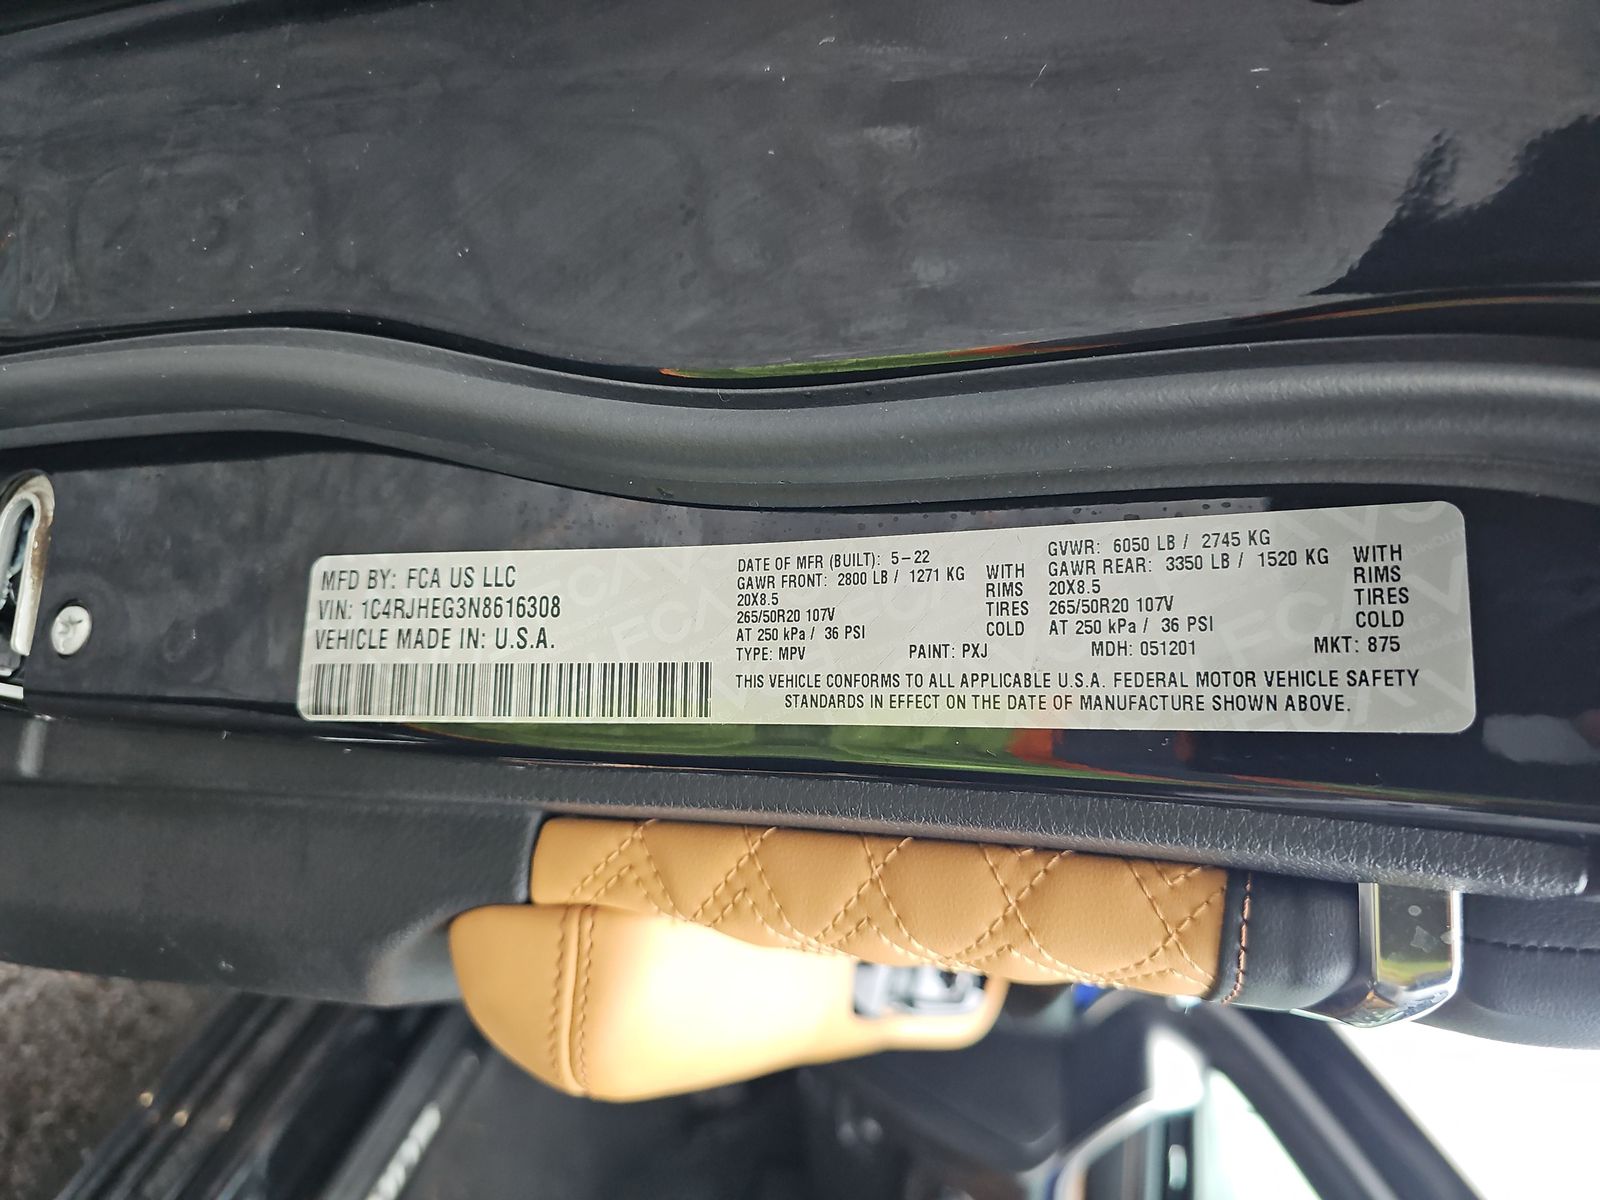 MFD BY: FCA US LLC
VIN: 1C4RJHEG3N8616308
VEHICLE MADE IN: U.S.A.
DATE OF MFR (BUILT): 5-22
GAWR FRONT: 2800 LB / 1271 KG
20X8.5
265/50R20 107V
AT 250 kPa / 36 PSI
WITH
RIMS
TIRES
COLD
GVWR: 6050 LB / 2745 KG
GAWR REAR: 3350 LB / 1520 KG
20X8.5
265/50R20 107V
AT 250 kPa / 36 PSI
WITH
RIMS
TIRES
COLD
TYPE: MPV PAINT: PXJ MDH: 051201 MKT: 875
THIS VEHICLE CONFORMS TO ALL APPLICABLE U.S.A. FEDERAL MOTOR VEHICLE SAFETY
STANDARDS IN EFFECT ON THE DATE OF MANUFACTURE SHOWN ABOVE.